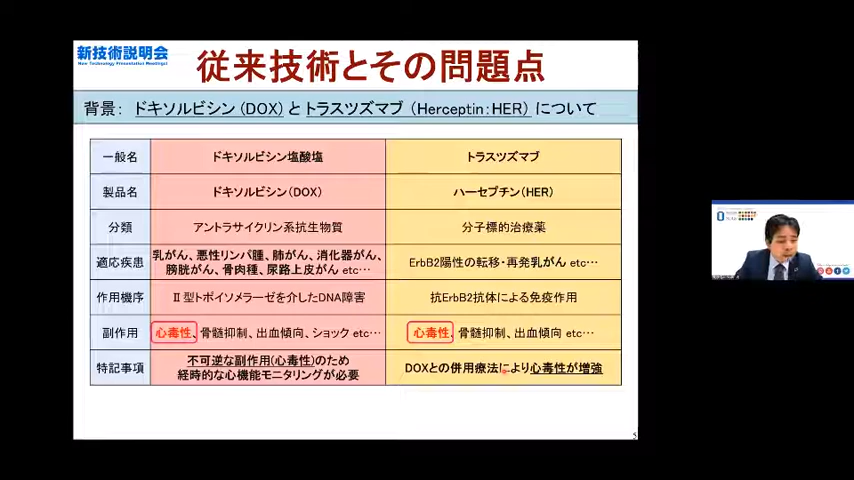 新技術説明会
New Technology Presentation Meetings!
従来技術とその問題点
背景： ドキソルビシン (DOX) と トラスツズマブ （Herceptin：HER） について
一般名 ドキソルビシン塩酸塩 トラスツズマブ
製品名 ドキソルビシン（DOX） ハーセプチン（HER）
分類 アントラサイクリン系抗生物質 分子標的治療薬
適応疾患 乳がん、悪性リンパ腫、肺がん、消化器がん、
膀胱がん、骨肉種、尿路上皮がん etc… ErbB2陽性の転移・再発乳がん etc…
作用機序 Ⅱ型トポイソメラーゼを介したDNA障害 抗ErbB2抗体による免疫作用
副作用 心毒性、骨髄抑制、出血傾向、ショック etc… 心毒性、骨髄抑制、出血傾向 etc…
特記事項 不可逆な副作用(心毒性)のため
経時的な心機能モニタリングが必要 DOXとの併用療法により心毒性が増強
5